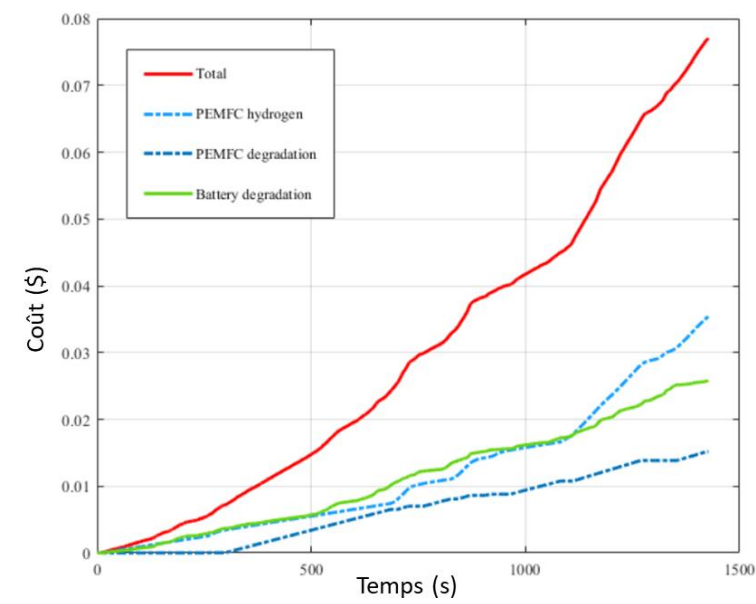 0.08
0.07
0.06
0.05
0.04
0.03
0.02
0.01
0
Total
PEMFC hydrogen
PEMFC degradation
Battery degradation
Coût ($)
0
500
1000
1500
Temps (s)